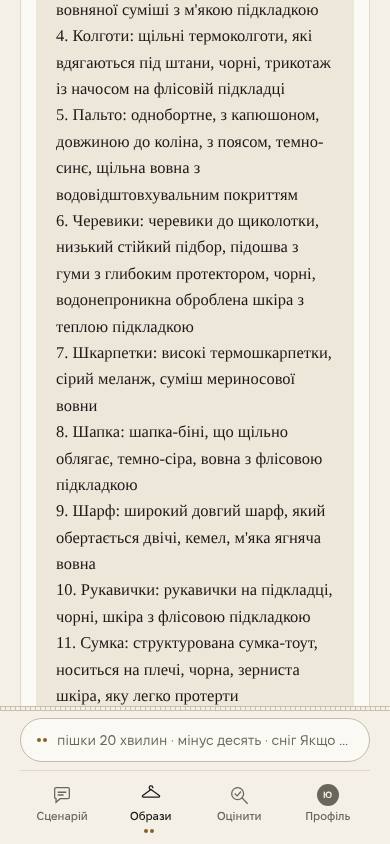 вовняної суміші з м'якою підкладкою
4. Колготи: щільні термоколготи, які
вдягаються під штани, чорні, трикотаж
із начосом на флісовій підкладці
5. Пальто: однобортне, з капюшоном,
довжиною до коліна, з поясом, темно-
синє, щільна вовна з
водовідштовхувальним покриттям
6. Черевики: черевики до щиколотки,
низький стійкий підбор, підошва з
гуми з глибоким протектором, чорні,
водонепроникна оброблена шкіра з
теплою підкладкою
7. Шкарпетки: високі термошкарпетки,
сірий меланж, суміш мериносової
вовни
8. Шапка: шапка-біні, що щільно
облягає, темно-сіра, вовна з флісовою
підкладкою
9. Шарф: широкий довгий шарф, який
обертається двічі, кемел, м'яка ягняча
вовна
10. Рукавички: рукавички на підкладці,
чорні, шкіра з флісовою підкладкою
11. Сумка: структурована сумка-тоут,
носиться на плечі, чорна, зерниста
шкіра, яку легко протерти
пішки 20 хвилин · мінус десять · сніг Якщо ...
Сценарій
Образи
Оцінити
Ю
Профіль